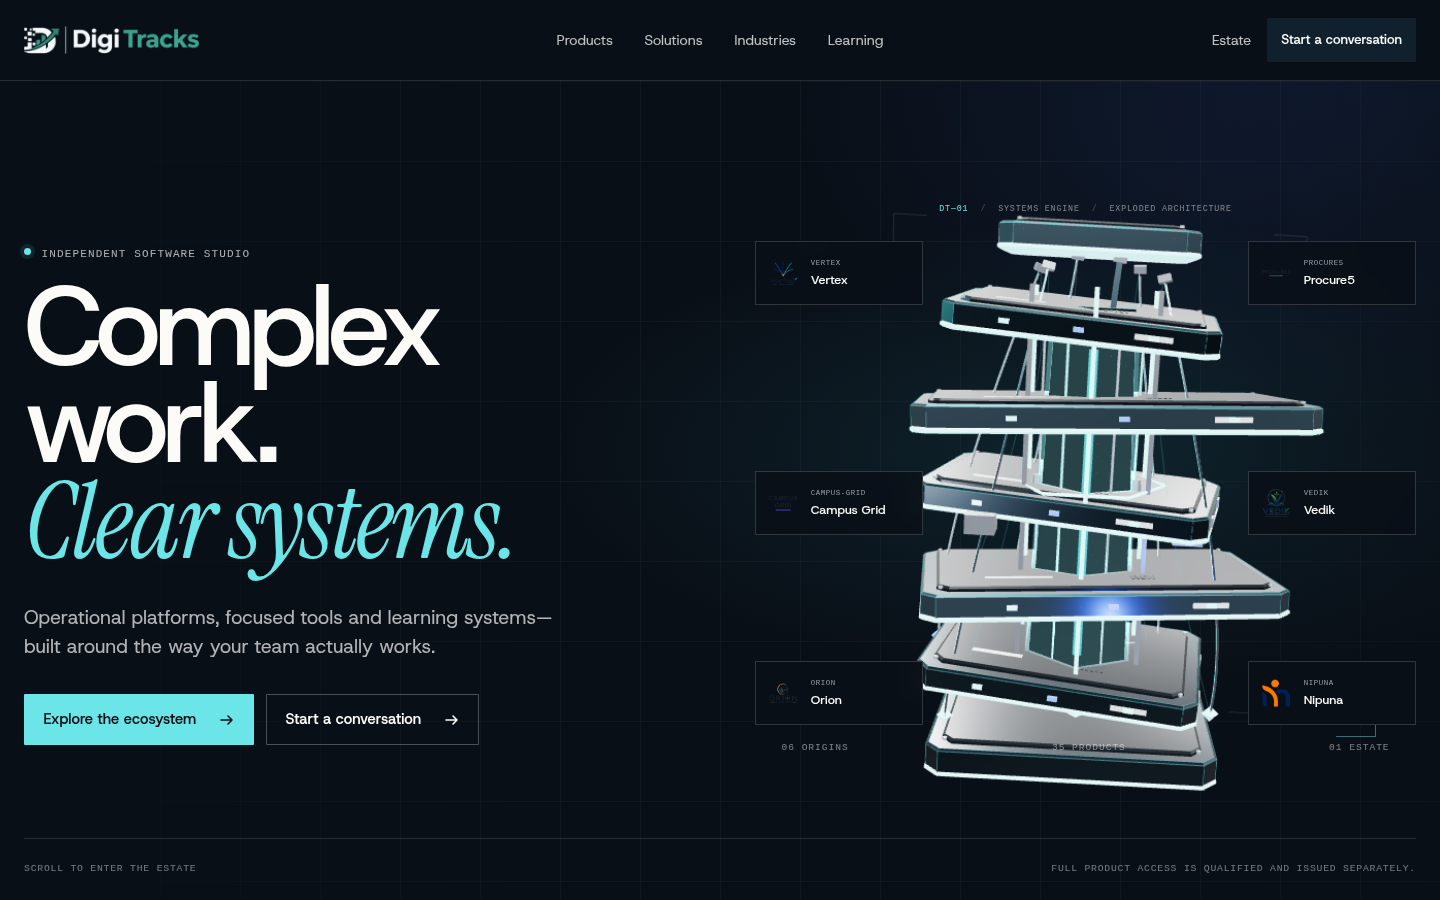 Digi Tracks
Products
Solutions
Industries
Learning
Estate
Start a conversation
DT—01 / SYSTEMS ENGINE / EXPLODED ARCHITECTURE
INDEPENDENT SOFTWARE STUDIO
Complex
work.
Clear systems.
Operational platforms, focused tools and learning systems—
built around the way your team actually works.
Explore the ecosystem →
Start a conversation →
VERTEX
Vertex
PROCURE5
Procure5
CAMPUS-GRID
Campus Grid
VEDIK
Vedik
ORION
Orion
NIPUNA
Nipuna
06 ORIGINS
35 PRODUCTS
01 ESTATE
SCROLL TO ENTER THE ESTATE
FULL PRODUCT ACCESS IS QUALIFIED AND ISSUED SEPARATELY.